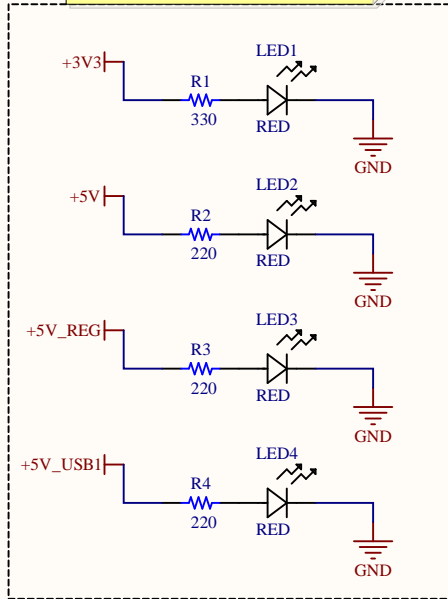 LED1
+3V3
R1
330
RED
GND
LED2
+5V
R2
220
RED
GND
LED3
+5V_REG
R3
220
RED
GND
LED4
+5V_USB1
R4
220
RED
GND